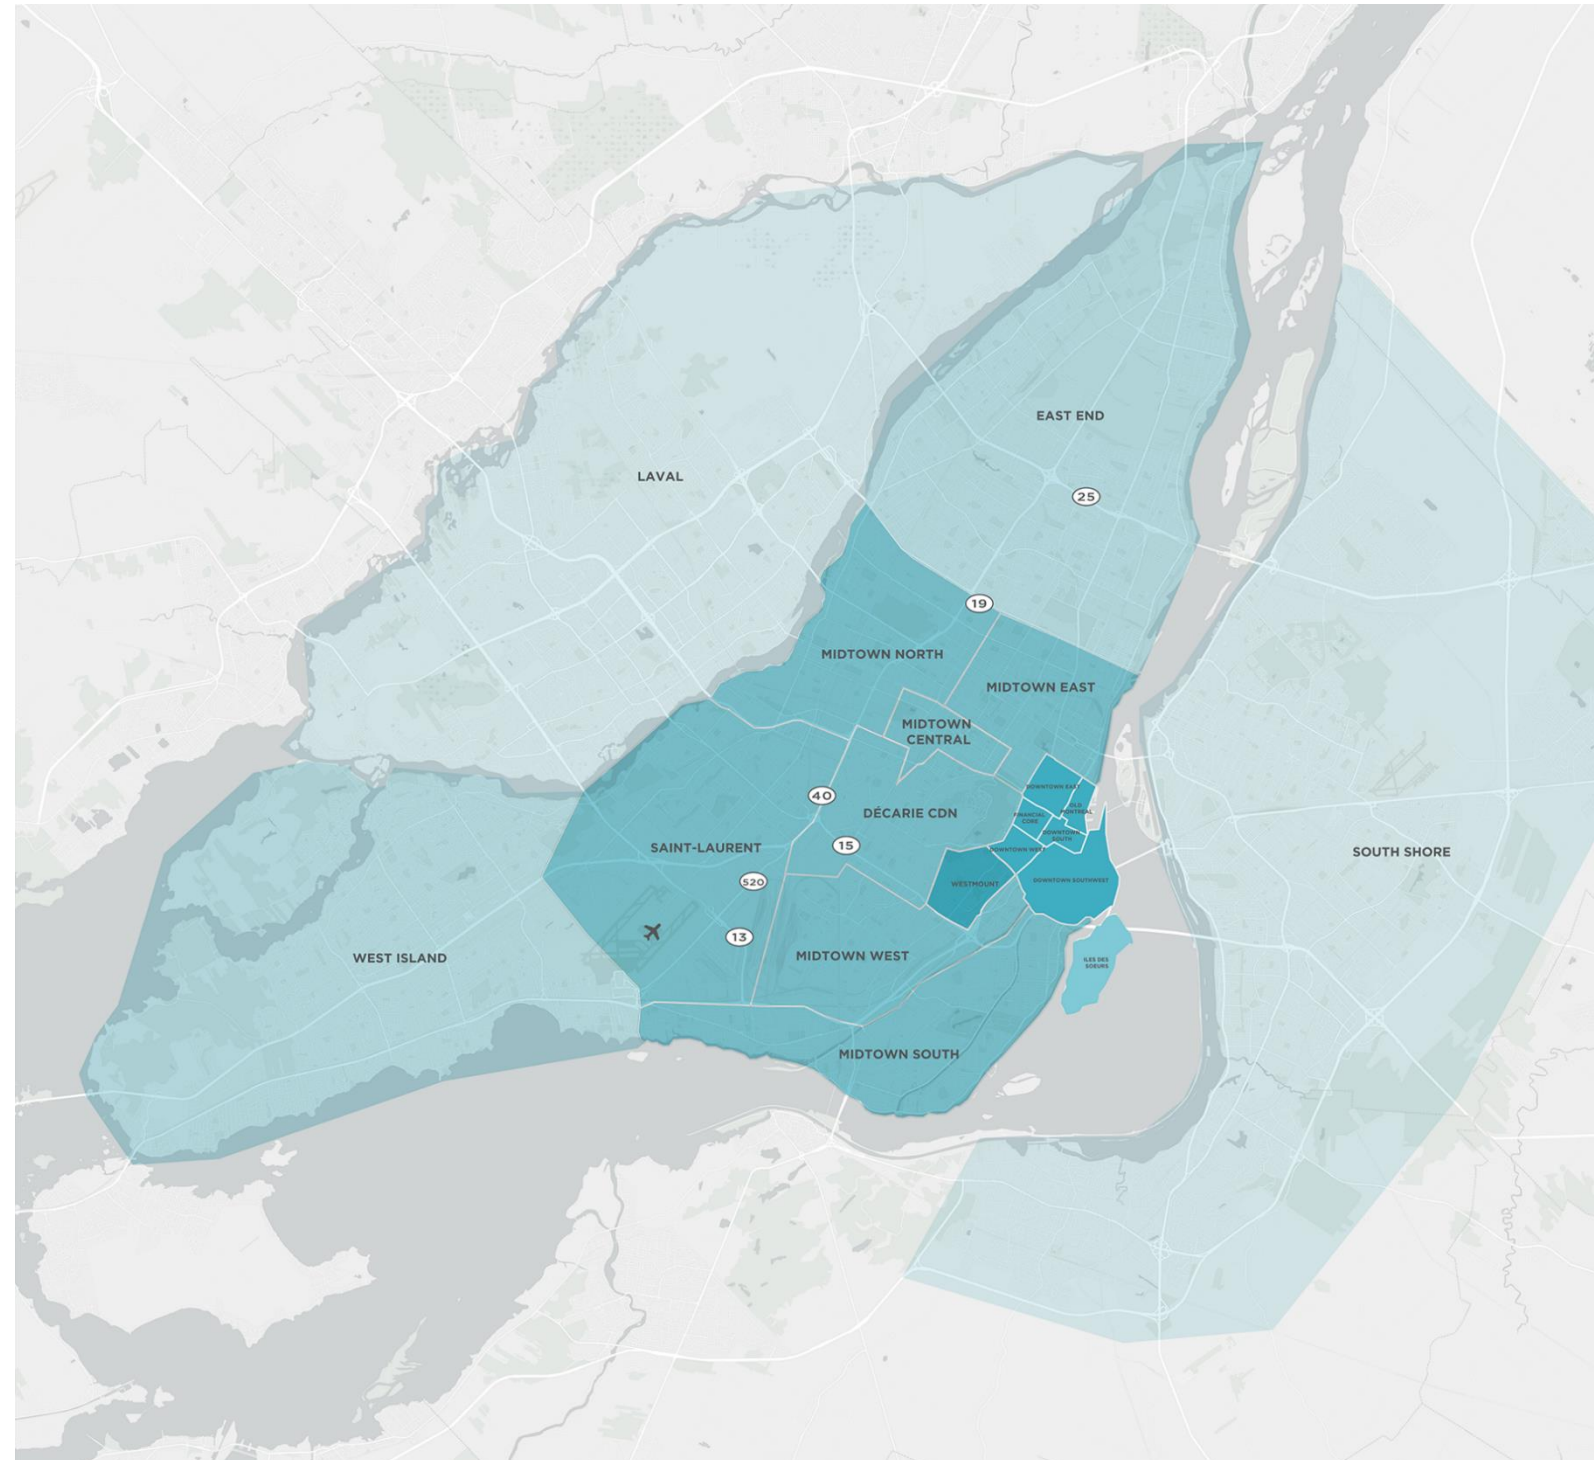 EAST END
LAVAL
25
19
MIDTOWN NORTH
MIDTOWN EAST
MIDTOWN
CENTRAL
DOWNTOWN EAST
40
OLD
MONTREAL
DÉCARIE CDN
FINANCIAL
CORE
DOWNTOWN
SOUTH
15
SAINT-LAURENT
DOWNTOWN WEST
SOUTH SHORE
520
WESTMOUNT
DOWNTOWN SOUTHWEST
13
WEST ISLAND
MIDTOWN WEST
ILES DES
SOEURS
MIDTOWN SOUTH